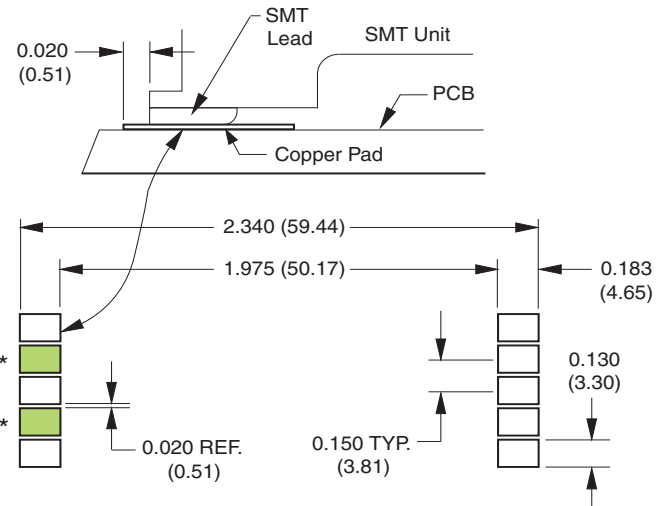 SMT
Lead
SMT Unit
0.020
(0.51)
PCB
Copper Pad
2.340 (59.44)
1.975 (50.17)
0.183
(4.65)
*
0.130
(3.30)
*
0.020 REF.
(0.51)
0.150 TYP.
(3.81)